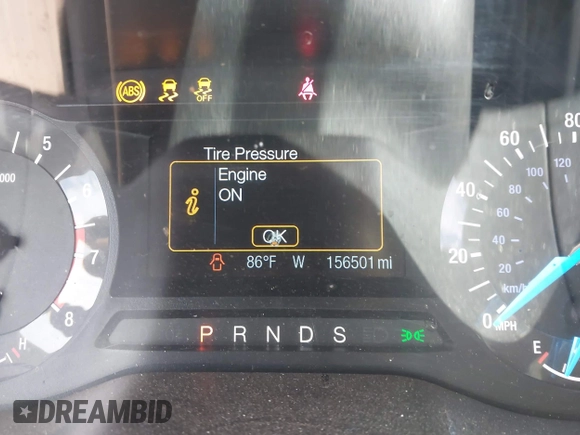 ABS
OFF
5
000
6
7
8
H
Tire Pressure
Engine
ON
i
OK
86°F W 156501 mi
P R N D S
80
60
120
100
40
80
60
40
20
20
km/h
0
MPH
E
DREAMBID